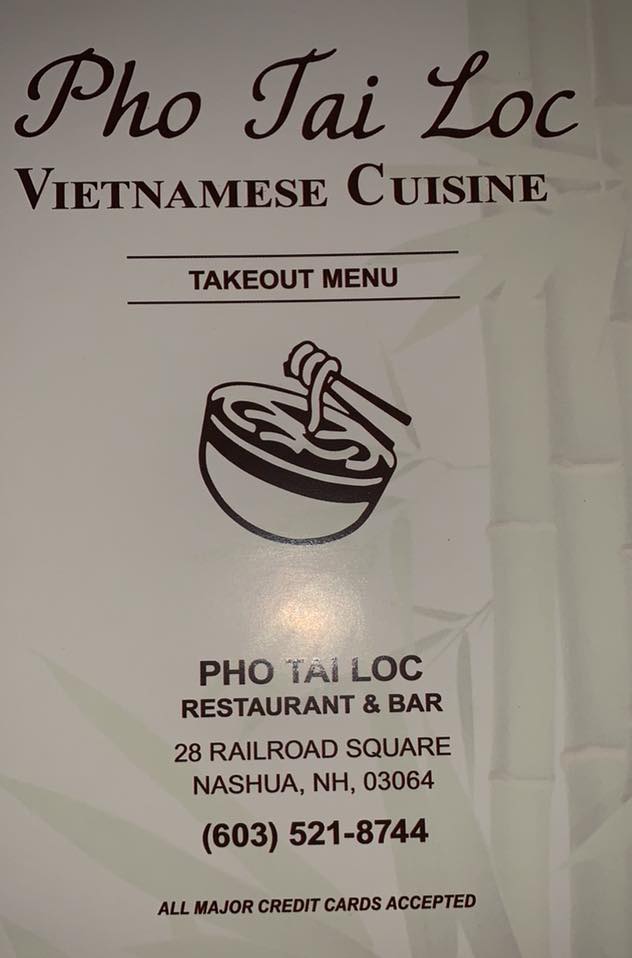 Pho Tai Loc
VIETNAMESE CUISINE
TAKEOUT MENU
PHO TAI LOC
RESTAURANT & BAR
28 RAILROAD SQUARE
NASHUA, NH, 03064
(603) 521-8744
ALL MAJOR CREDIT CARDS ACCEPTED